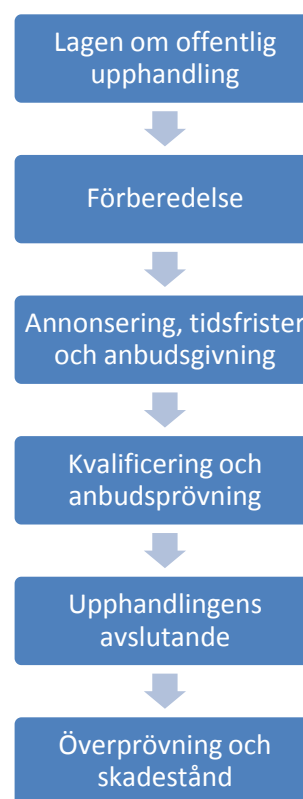 Lagen om offentlig
upphandling
Förberedelse
Annonsering, tidsfrister
och anbudsgivning
Kvalificering och
anbudsprövning
Upphandlingens
avslutande
Överprövning och
skadestånd